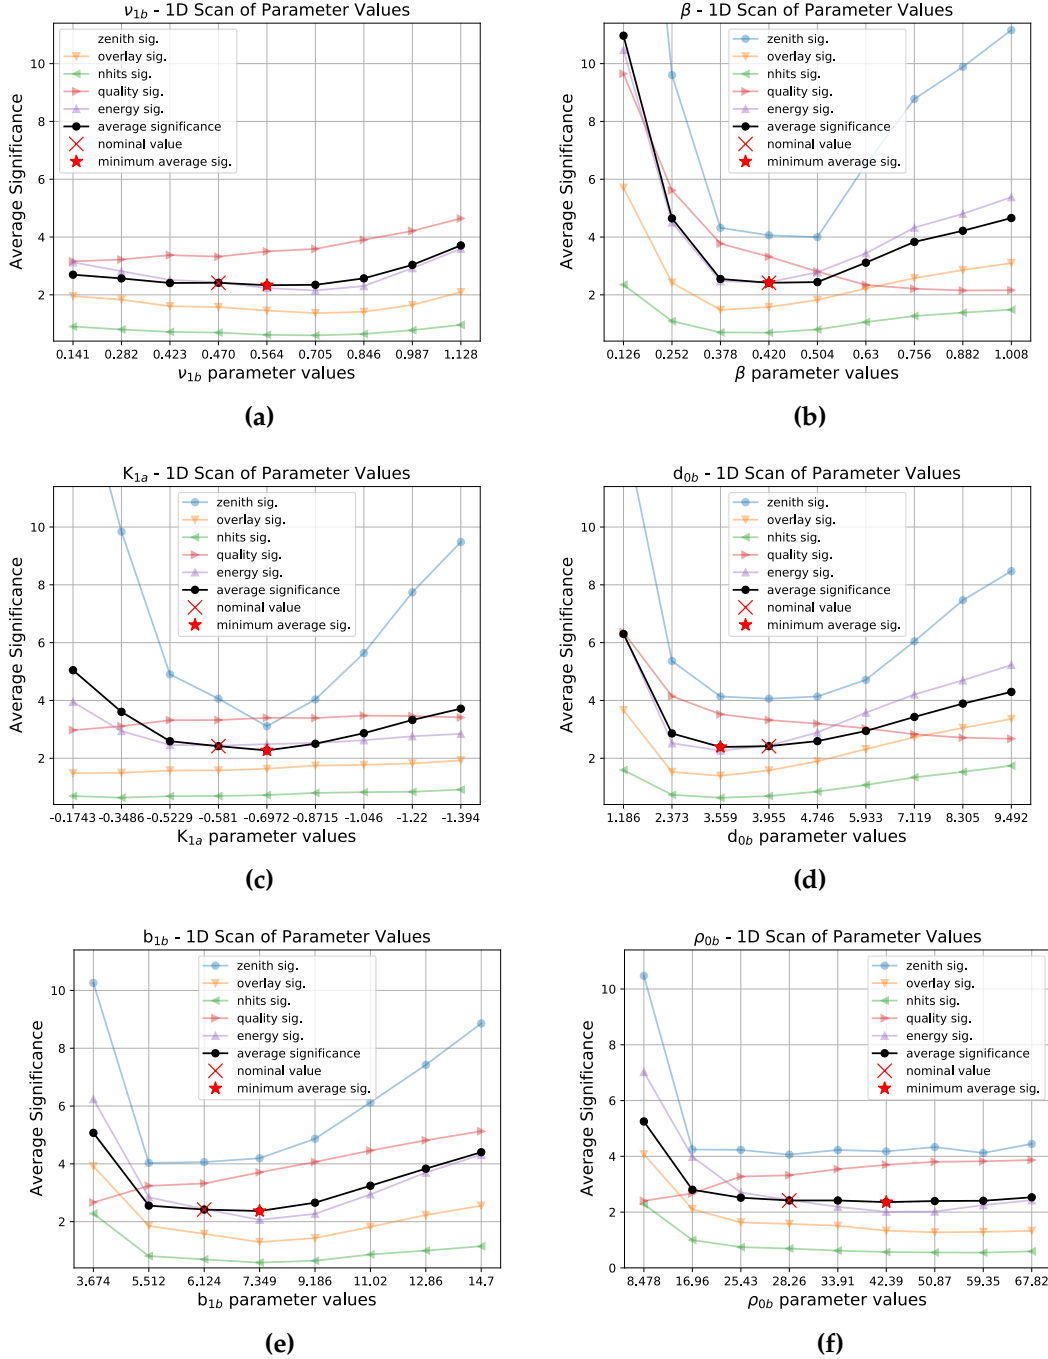 ν1b - 1D Scan of Parameter Values
zenith sig.
overlay sig.
nhits sig.
quality sig.
energy sig.
average significance
nominal value
minimum average sig.
Average Significance
10
8
6
4
2
0.141 0.282 0.423 0.470 0.564 0.705 0.846 0.987 1.128
ν1b parameter values
(a)
β - 1D Scan of Parameter Values
zenith sig.
overlay sig.
nhits sig.
quality sig.
energy sig.
average significance
nominal value
minimum average sig.
Average Significance
10
8
6
4
2
0.126 0.252 0.378 0.420 0.504 0.63 0.756 0.882 1.008
β parameter values
(b)
K1a - 1D Scan of Parameter Values
zenith sig.
overlay sig.
nhits sig.
quality sig.
energy sig.
average significance
nominal value
minimum average sig.
Average Significance
10
8
6
4
2
-0.1743 -0.3486 -0.5229 -0.581 -0.6972 -0.8715 -1.046 -1.22 -1.394
K1a parameter values
(c)
d0b - 1D Scan of Parameter Values
zenith sig.
overlay sig.
nhits sig.
quality sig.
energy sig.
average significance
nominal value
minimum average sig.
Average Significance
10
8
6
4
2
1.186 2.373 3.559 3.955 4.746 5.933 7.119 8.305 9.492
d0b parameter values
(d)
b1b - 1D Scan of Parameter Values
zenith sig.
overlay sig.
nhits sig.
quality sig.
energy sig.
average significance
nominal value
minimum average sig.
Average Significance
10
8
6
4
2
3.674 5.512 6.124 7.349 9.186 11.02 12.86 14.7
b1b parameter values
(e)
ρ0b - 1D Scan of Parameter Values
zenith sig.
overlay sig.
nhits sig.
quality sig.
energy sig.
average significance
nominal value
minimum average sig.
Average Significance
10
8
6
4
2
0
8.478 16.96 25.43 28.26 33.91 42.39 50.87 59.35 67.82
ρ0b parameter values
(f)